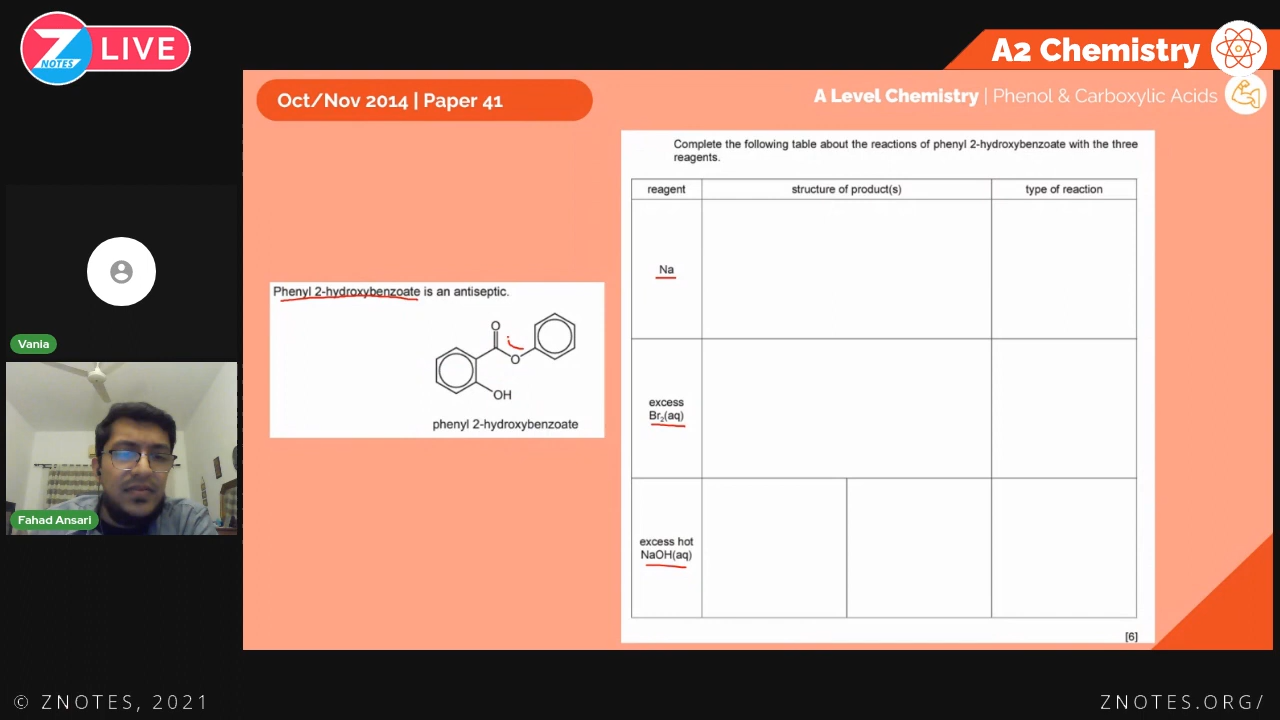 Z
NOTES
LIVE
A2 Chemistry
Oct/Nov 2014 | Paper 41
A Level Chemistry | Phenol & Carboxylic Acids
Vania
Fahad Ansari
Phenyl 2-hydroxybenzoate is an antiseptic.
O
O
OH
phenyl 2-hydroxybenzoate
Complete the following table about the reactions of phenyl 2-hydroxybenzoate with the three
reagents.
reagent
structure of product(s)
type of reaction
Na
excess
Br₂(aq)
excess hot
NaOH(aq)
[6]
© ZNOTES, 2021
ZNOTES.ORG/